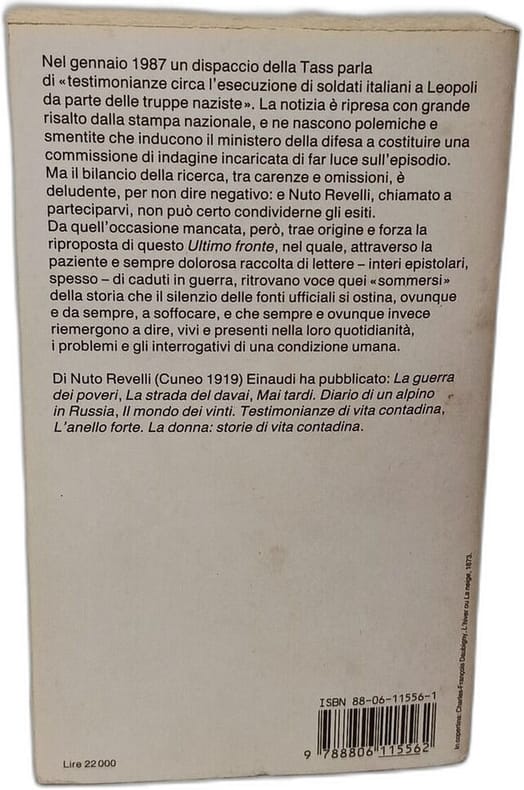 Nel gennaio 1987 un dispaccio della Tass parla
di «testimonianze circa l'esecuzione di soldati italiani a Leopoli
da parte delle truppe naziste». La notizia è ripresa con grande
risalto dalla stampa nazionale, e ne nascono polemiche e
smentite che inducono il ministero della difesa a costituire una
commissione di indagine incaricata di far luce sull'episodio.
Ma il bilancio della ricerca, tra carenze e omissioni, è
deludente, per non dire negativo: e Nuto Revelli, chiamato a
parteciparvi, non può certo condividerne gli esiti.
Da quell'occasione mancata, però, trae origine e forza la
riproposta di questo Ultimo fronte, nel quale, attraverso la
paziente e sempre dolorosa raccolta di lettere – interi epistolari,
spesso – di caduti in guerra, ritrovano voce quei «sommersi»
della storia che il silenzio delle fonti ufficiali si ostina, ovunque
e da sempre, a soffocare, e che sempre e ovunque invece
riemergono a dire, vivi e presenti nella loro quotidianità,
i problemi e gli interrogativi di una condizione umana.
Di Nuto Revelli (Cuneo 1919) Einaudi ha pubblicato: La guerra
dei poveri, La strada del davai, Mai tardi. Diario di un alpino
in Russia, Il mondo dei vinti. Testimonianze di vita contadina,
L'anello forte. La donna: storie di vita contadina.
In copertina: Charles-François Daubigny, L'hiver ou La neige, 1873.
ISBN 88-06-11556-1
9 788806 115562
Lire 22000